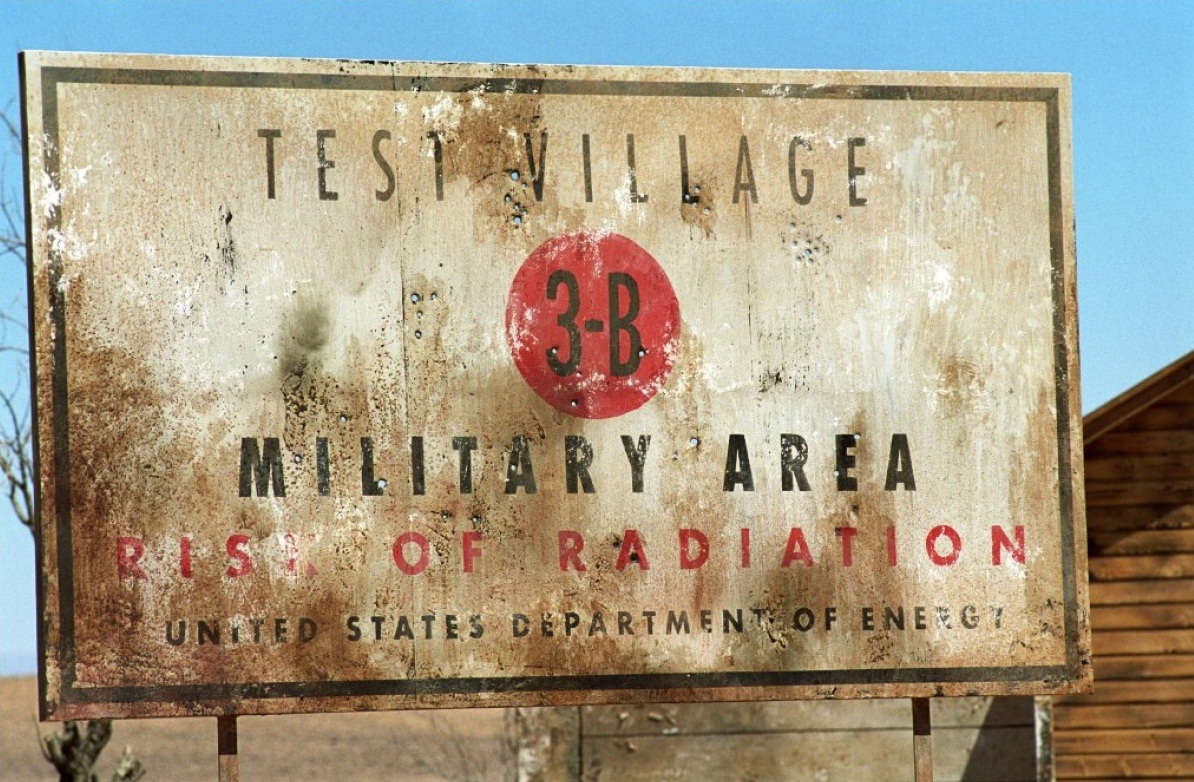 TEST VILLAGE
3-B
MILITARY AREA
RISK OF RADIATION
UNITED STATES DEPARTMENT OF ENERGY